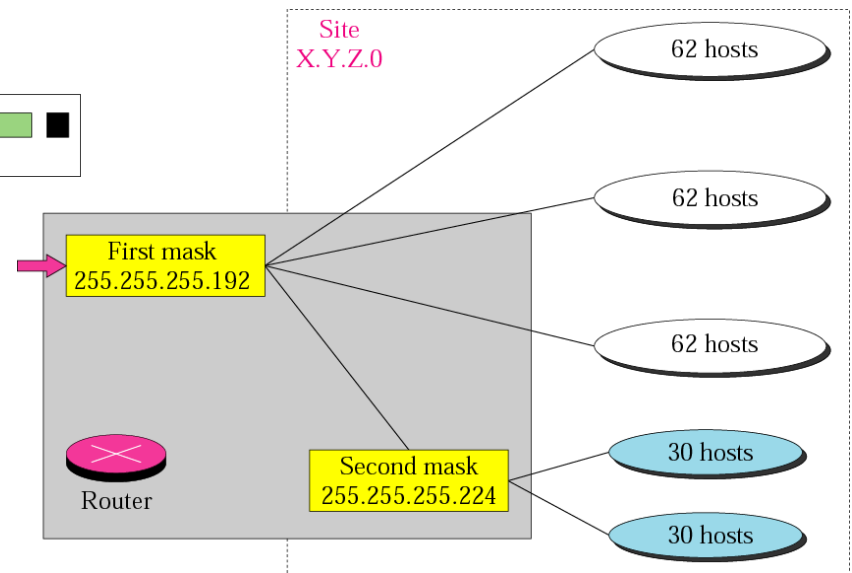 Site
X.Y.Z.0
62 hosts
62 hosts
First mask
255.255.255.192
62 hosts
30 hosts
Second mask
255.255.255.224
Router
30 hosts